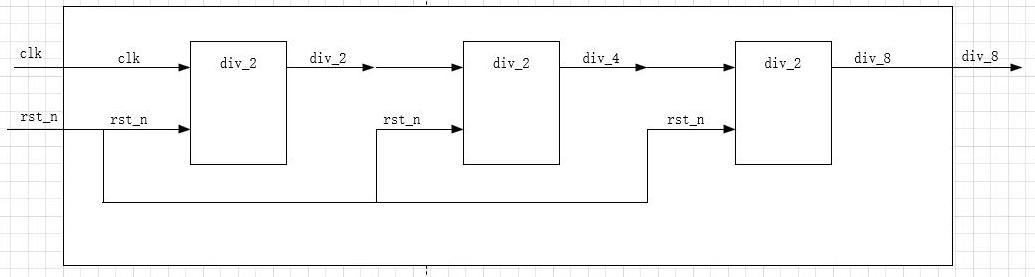 clk
clk
div_2
div_2
div_2
div_4
div_2
div_8
div_8
rst_n
rst_n
rst_n
rst_n